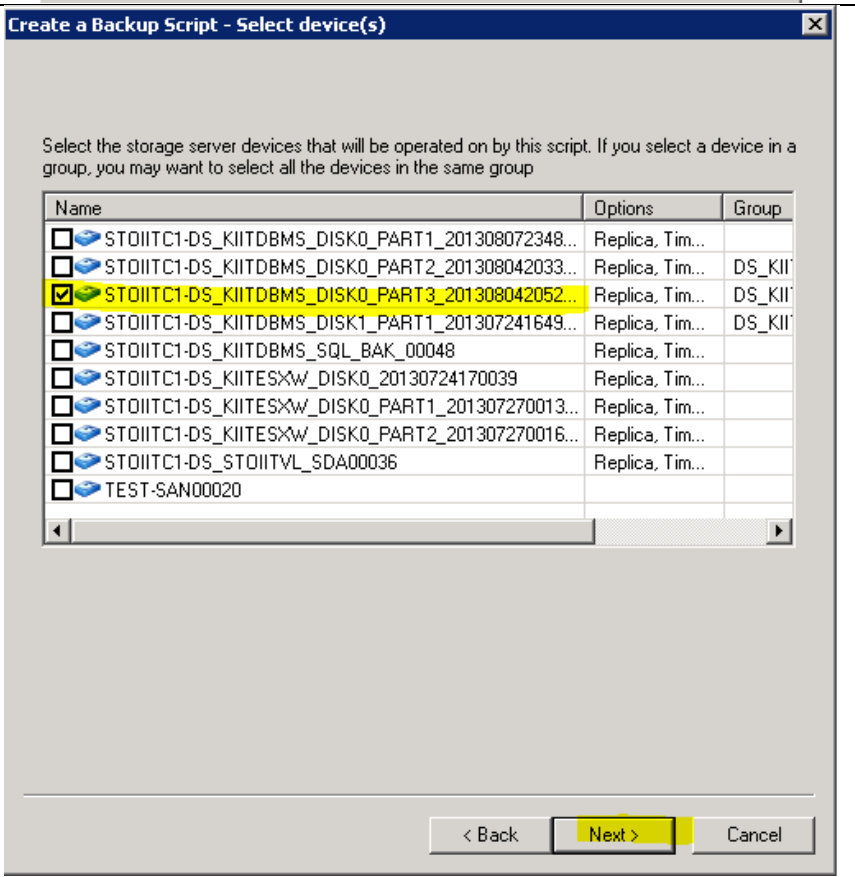 Create a Backup Script - Select device(s)
Select the storage server devices that will be operated on by this script. If you select a device in a
group, you may want to select all the devices in the same group
Name Options Group
STOIITC1-DS_KIITDBMS_DISK0_PART1_201308072348... Replica, Tim...
STOIITC1-DS_KIITDBMS_DISK0_PART2_201308042033... Replica, Tim... DS_KII
STOIITC1-DS_KIITDBMS_DISK0_PART3_201308042052... Replica, Tim... DS_KII
STOIITC1-DS_KIITDBMS_DISK1_PART1_201307241649... Replica, Tim... DS_KII
STOIITC1-DS_KIITDBMS_SQL_BAK_00048 Replica, Tim...
STOIITC1-DS_KIITESXW_DISK0_20130724170039 Replica, Tim...
STOIITC1-DS_KIITESXW_DISK0_PART1_201307270013... Replica, Tim...
STOIITC1-DS_KIITESXW_DISK0_PART2_201307270016... Replica, Tim...
STOIITC1-DS_STOIITVL_SDA00036 Replica, Tim...
TEST-SAN00020
< Back Next > Cancel